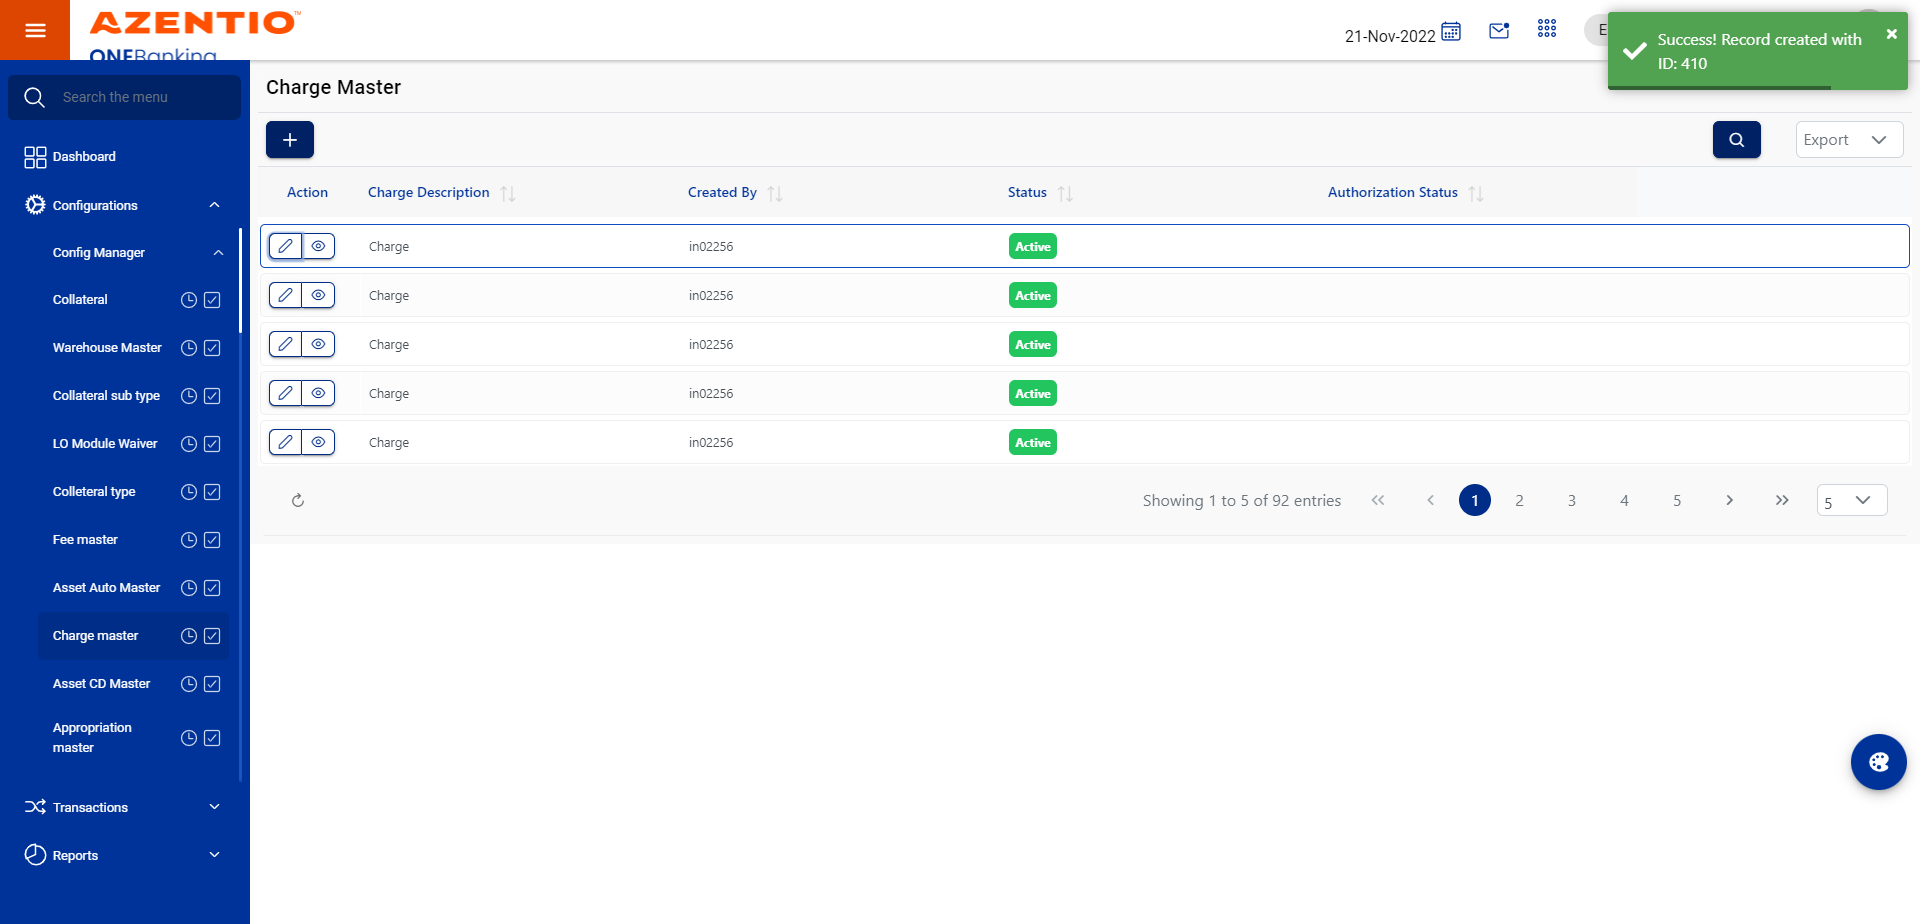 AZENTIO™
ONEBanking
21-Nov-2022
E
Success! Record created with
ID: 410
Search the menu
Dashboard
Configurations
Config Manager
Collateral
Warehouse Master
Collateral sub type
LO Module Waiver
Colleteral type
Fee master
Asset Auto Master
Charge master
Asset CD Master
Appropriation
master
Transactions
Reports
Charge Master
Export
Action Charge Description Created By Status Authorization Status
Charge in02256 Active
Charge in02256 Active
Charge in02256 Active
Charge in02256 Active
Charge in02256 Active
Showing 1 to 5 of 92 entries 1 2 3 4 5 5